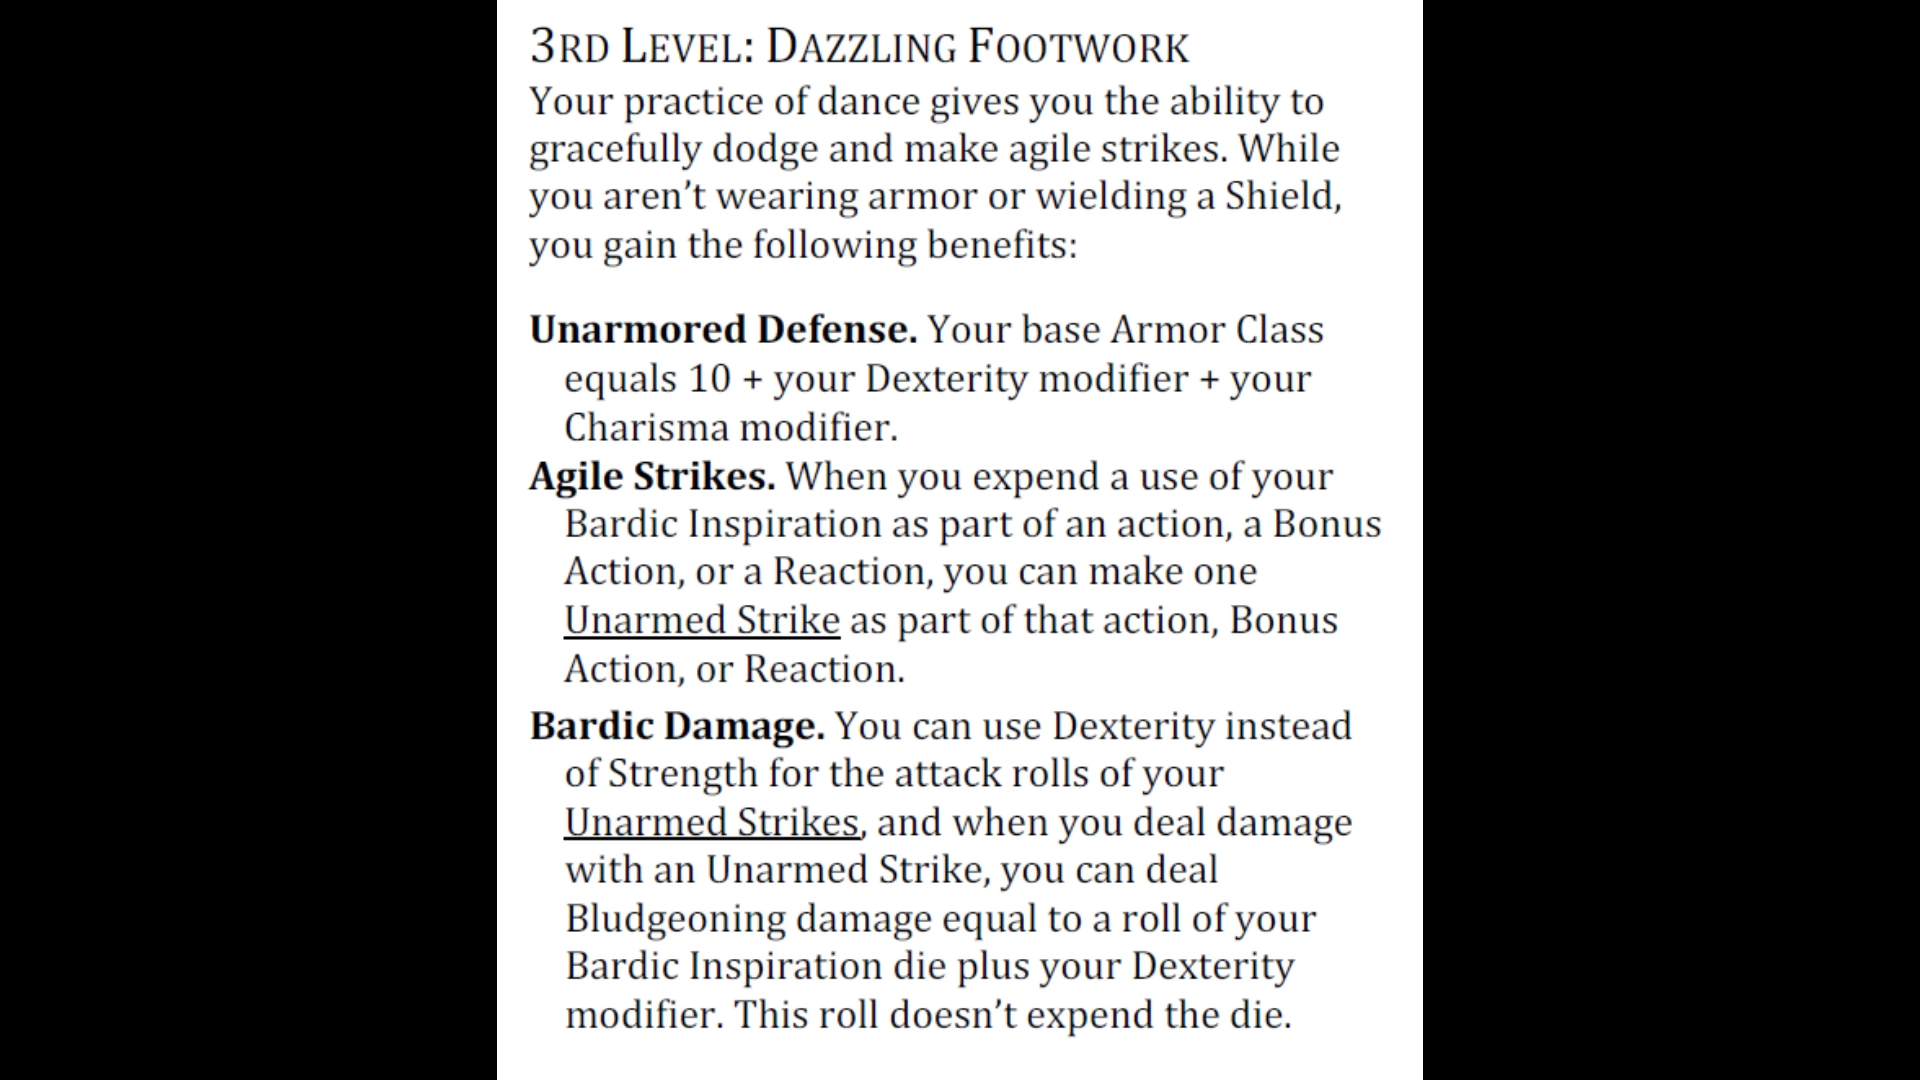 3RD LEVEL: DAZZLING FOOTWORK
Your practice of dance gives you the ability to
gracefully dodge and make agile strikes. While
you aren’t wearing armor or wielding a Shield,
you gain the following benefits:
Unarmored Defense. Your base Armor Class
equals 10 + your Dexterity modifier + your
Charisma modifier.
Agile Strikes. When you expend a use of your
Bardic Inspiration as part of an action, a Bonus
Action, or a Reaction, you can make one
Unarmed Strike as part of that action, Bonus
Action, or Reaction.
Bardic Damage. You can use Dexterity instead
of Strength for the attack rolls of your
Unarmed Strikes, and when you deal damage
with an Unarmed Strike, you can deal
Bludgeoning damage equal to a roll of your
Bardic Inspiration die plus your Dexterity
modifier. This roll doesn’t expend the die.